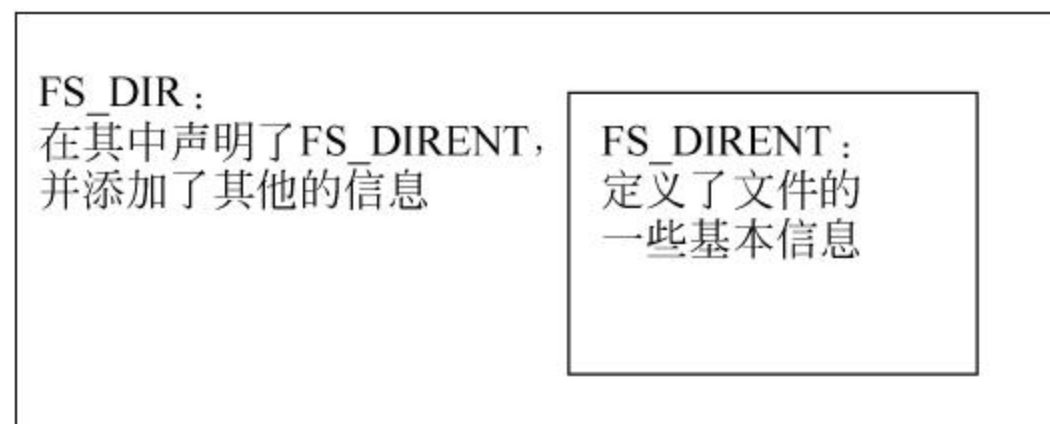 FS_DIR：
在其中声明了FS_DIRENT，
并添加了其他的信息
FS_DIRENT：
定义了文件的
一些基本信息